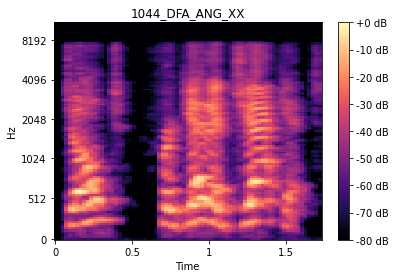 1044_DFA_ANG_XX
8192
4096
2048
1024
512
0
Hz
0
0.5
1
1.5
Time
+0 dB
-10 dB
-20 dB
-30 dB
-40 dB
-50 dB
-60 dB
-70 dB
-80 dB